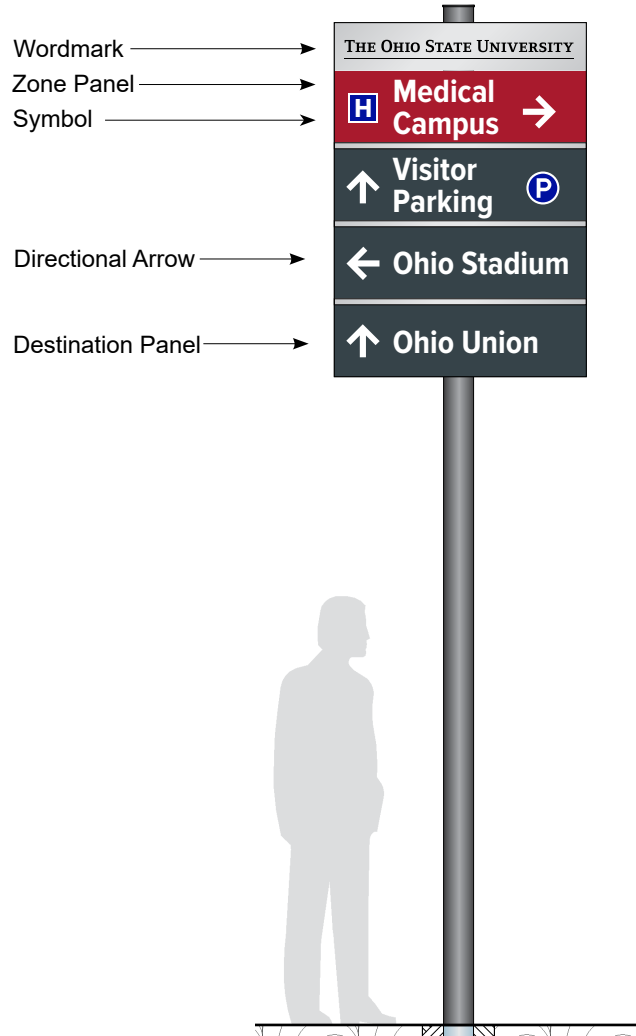 Wordmark
THE OHIO STATE UNIVERSITY
Zone Panel
Symbol
H
Medical
Campus
Visitor
Parking
P
Directional Arrow
Ohio Stadium
Destination Panel
Ohio Union